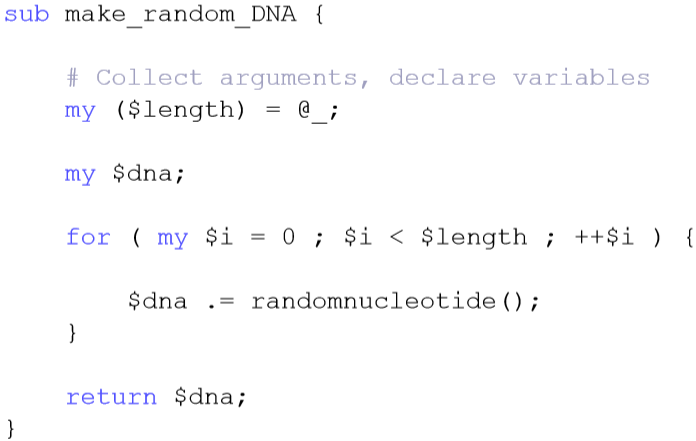 sub make_random_DNA {
# Collect arguments, declare variables
my ($length) = @_;
my $dna;
for ( my $i = 0 ; $i < $length ; ++$i ) {
$dna .= randomnucleotide();
}
return $dna;
}